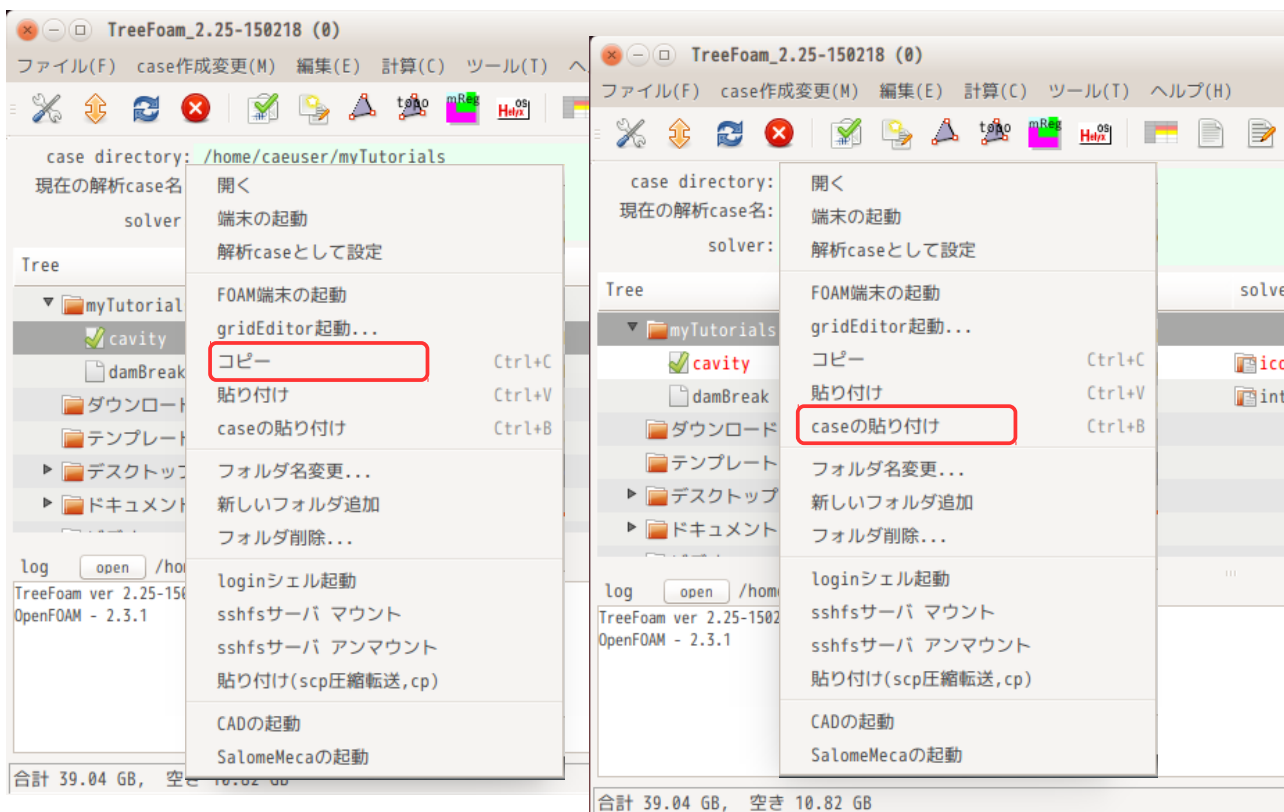 TreeFoam_2.25-150218 (0)
ファイル(F) case作成変更(M) 編集(E) 計算(C) ツール(T) ヘ
topo mReg Helyx OS
case directory: /home/caeuser/myTutorials
現在の解析case名
solver
Tree
myTutorial
cavity
damBreak
ダウンロード
テンプレート
デスクトップ
ドキュメント
開く
端末の起動
解析caseとして設定
FOAM端末の起動
gridEditor起動...
コピー Ctrl+C
貼り付け Ctrl+V
caseの貼り付け Ctrl+B
フォルダ名変更...
新しいフォルダ追加
フォルダ削除...
loginシェル起動
sshfsサーバ マウント
sshfsサーバ アンマウント
貼り付け(scp圧縮転送,cp)
CADの起動
SalomeMecaの起動
log open /ho
TreeFoam ver 2.25-15
OpenFOAM - 2.3.1
合計 39.04 GB, 空き 10.82 GB
TreeFoam_2.25-150218 (0)
ファイル(F) case作成変更(M) 編集(E) 計算(C) ツール(T) ヘルプ(H)
topo mReg Helyx OS
case directory:
現在の解析case名:
solver:
Tree
solve
myTutorials
cavity
ico
damBreak
int
ダウンロード
テンプレート
デスクトップ
ドキュメント
開く
端末の起動
解析caseとして設定
FOAM端末の起動
gridEditor起動...
コピー Ctrl+C
貼り付け Ctrl+V
caseの貼り付け Ctrl+B
フォルダ名変更...
新しいフォルダ追加
フォルダ削除...
loginシェル起動
sshfsサーバ マウント
sshfsサーバ アンマウント
貼り付け(scp圧縮転送,cp)
CADの起動
SalomeMecaの起動
log open /hom
TreeFoam ver 2.25-1502
OpenFOAM - 2.3.1
合計 39.04 GB, 空き 10.82 GB